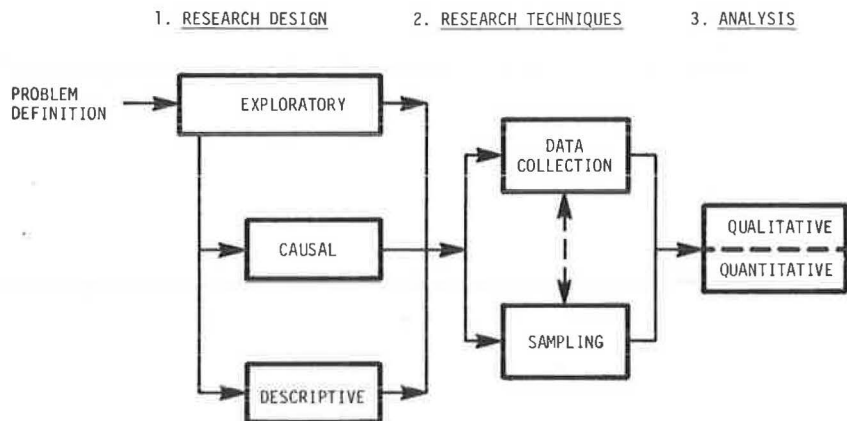 1. RESEARCH DESIGN
2. RESEARCH TECHNIQUES
3. ANALYSIS
PROBLEM
DEFINITION
EXPLORATORY
CAUSAL
DESCRIPTIVE
DATA
COLLECTION
SAMPLING
QUALITATIVE
QUANTITATIVE